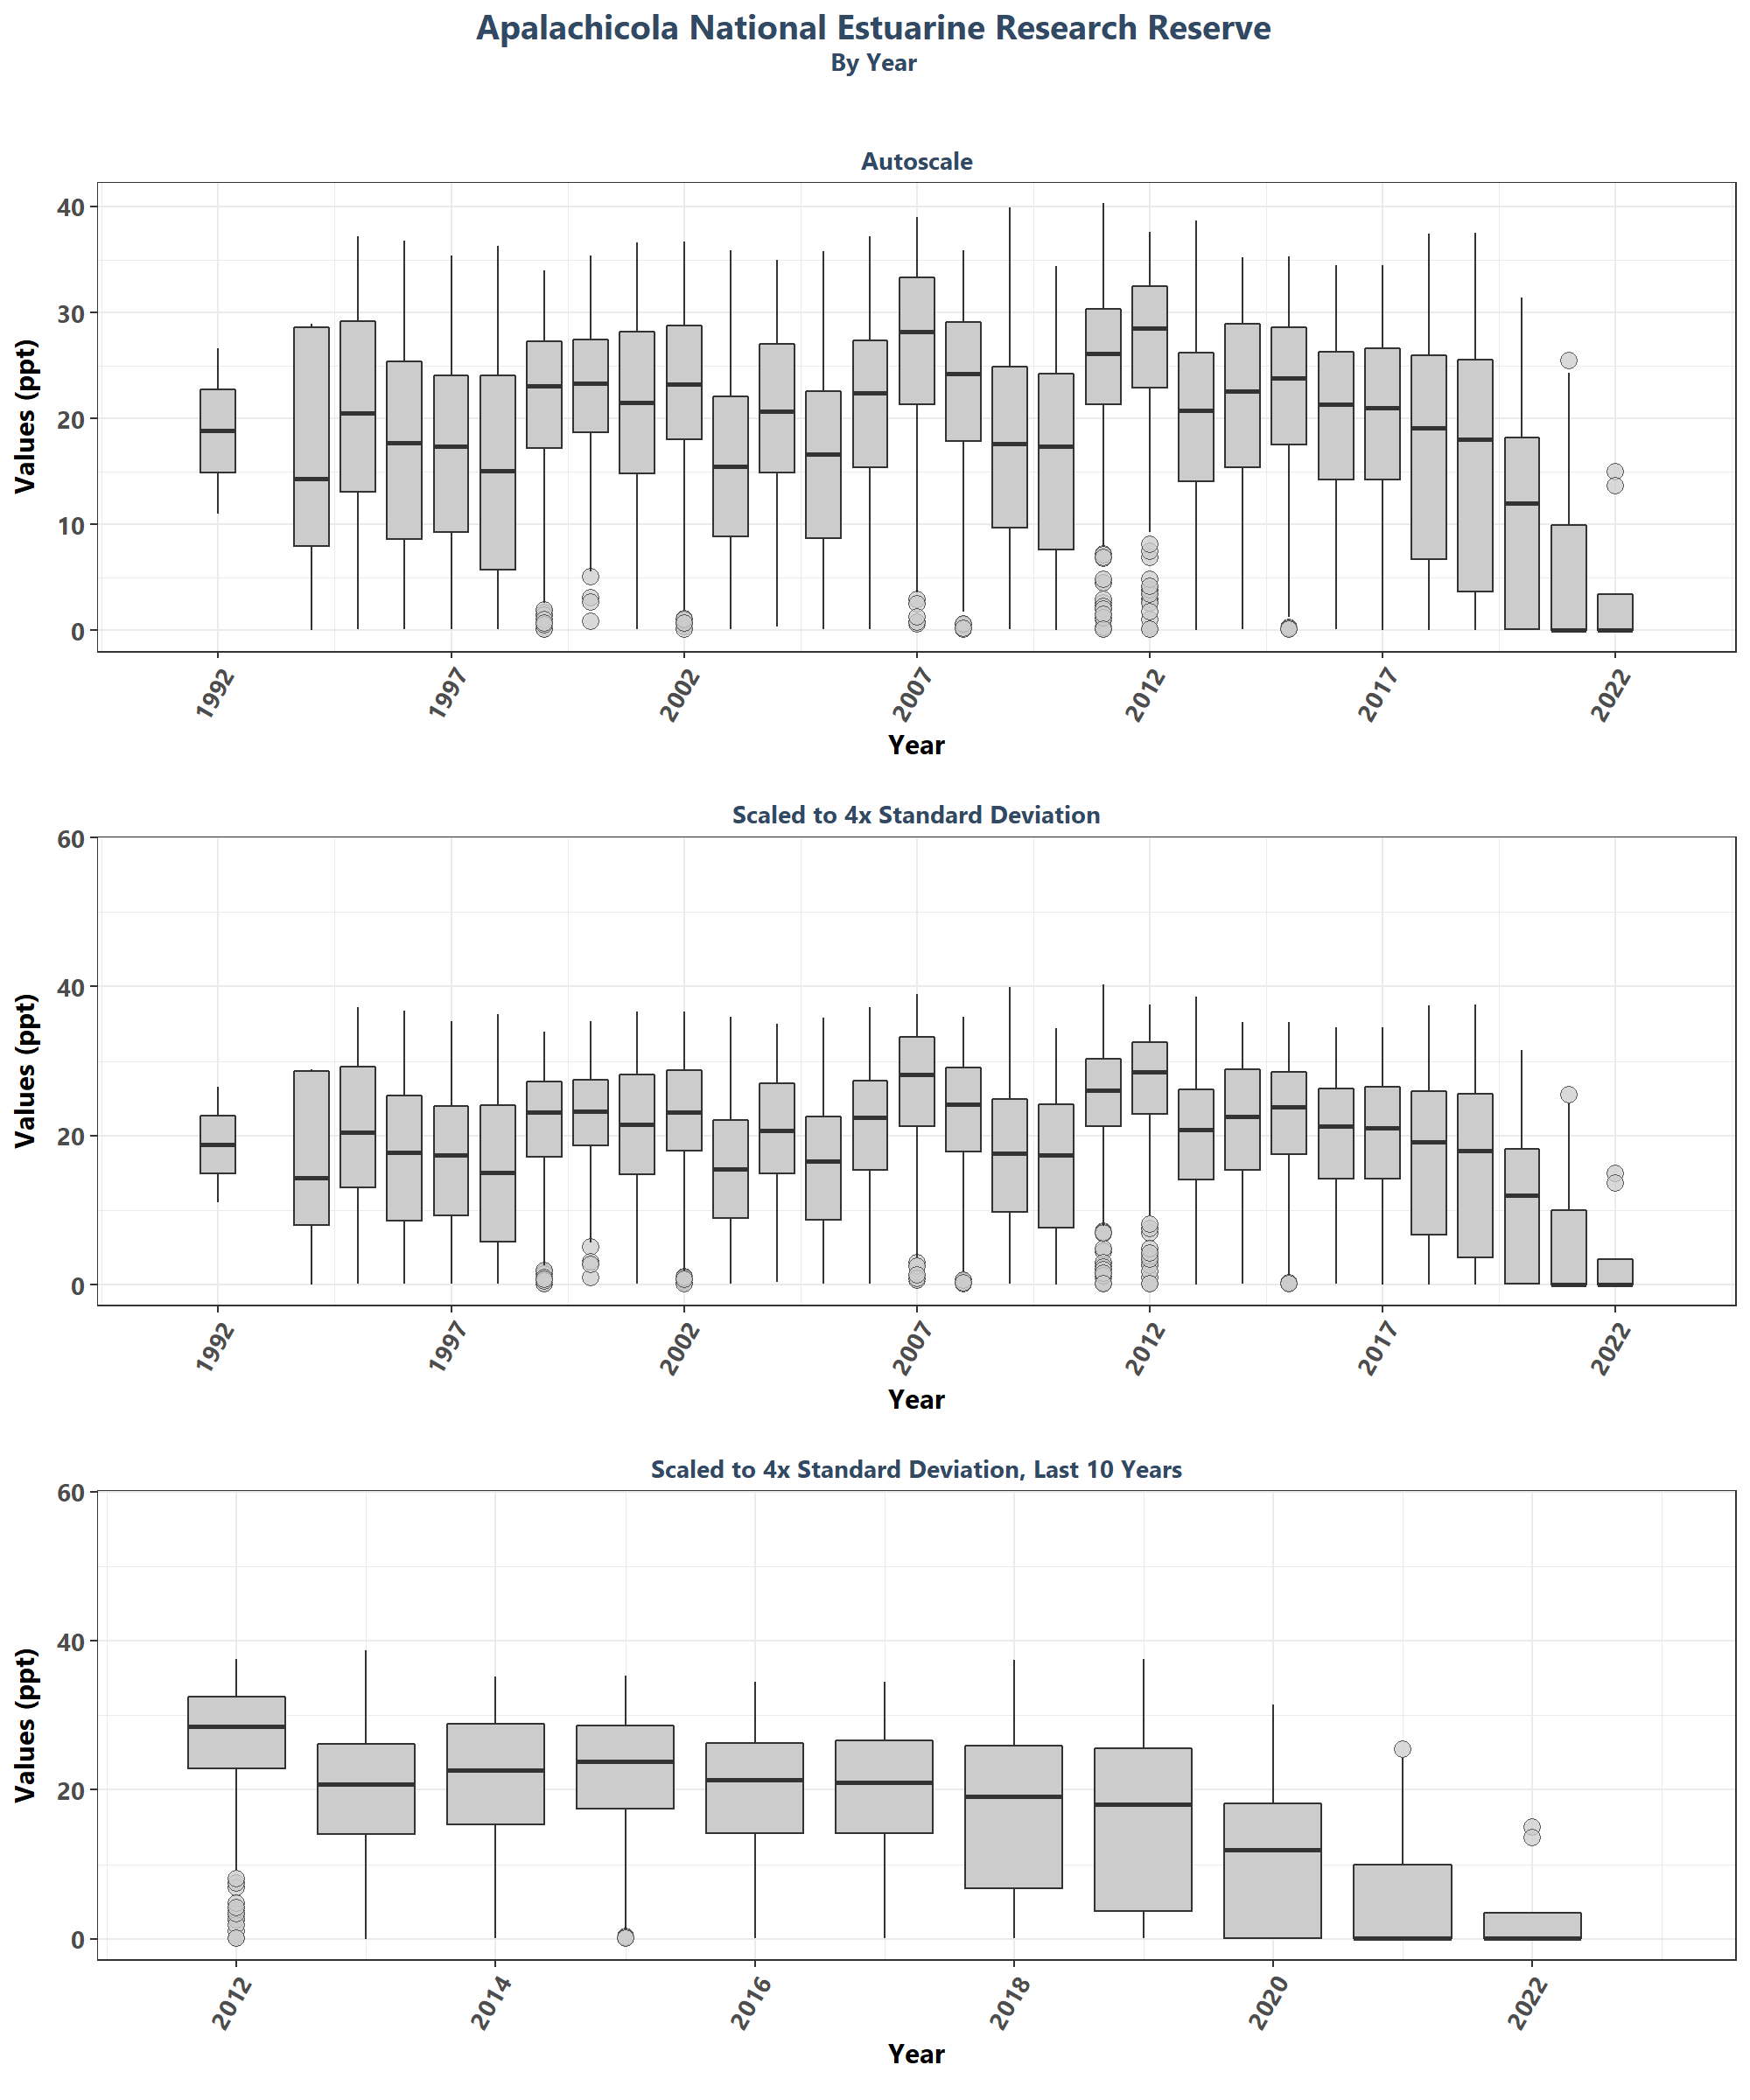 Apalachicola National Estuarine Research Reserve
By Year
Autoscale
Values (ppt)
40
30
20
10
0
1992 1997 2002 2007 2012 2017 2022
Year
Scaled to 4x Standard Deviation
Values (ppt)
60
40
20
0
1992 1997 2002 2007 2012 2017 2022
Year
Scaled to 4x Standard Deviation, Last 10 Years
Values (ppt)
60
40
20
0
2012 2014 2016 2018 2020 2022
Year